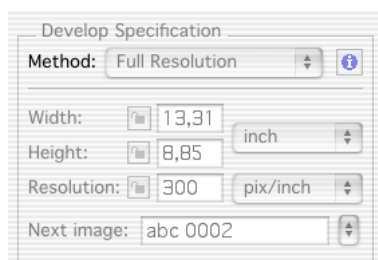 Develop Specification
Method: Full Resolution
Width: 13,31
inch
Height: 8,85
Resolution: 300 pix/inch
Next image: abc 0002